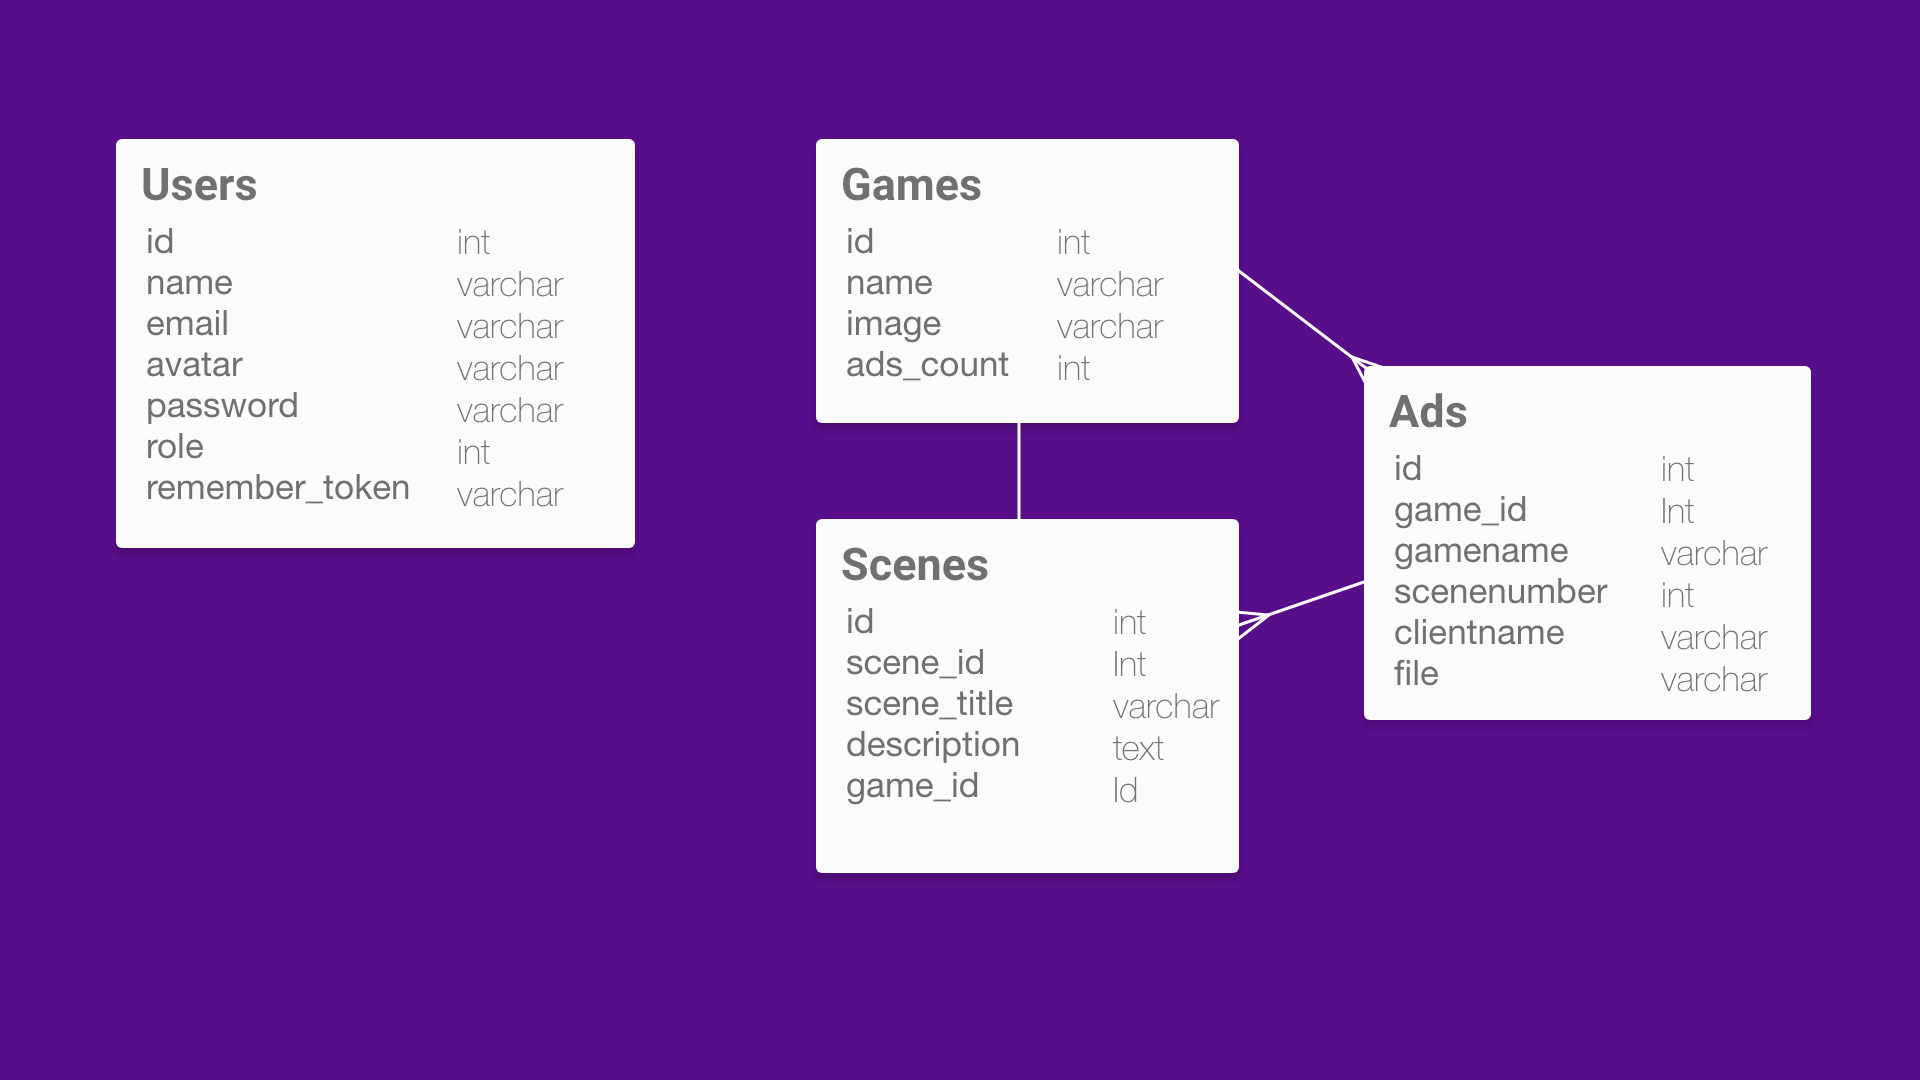 Users
id int
name varchar
email varchar
avatar varchar
password varchar
role int
remember_token varchar
Games
id int
name varchar
image varchar
ads_count int
Scenes
id int
scene_id Int
scene_title varchar
description text
game_id Id
Ads
id int
game_id Int
gamename varchar
scenenumber int
clientname varchar
file varchar